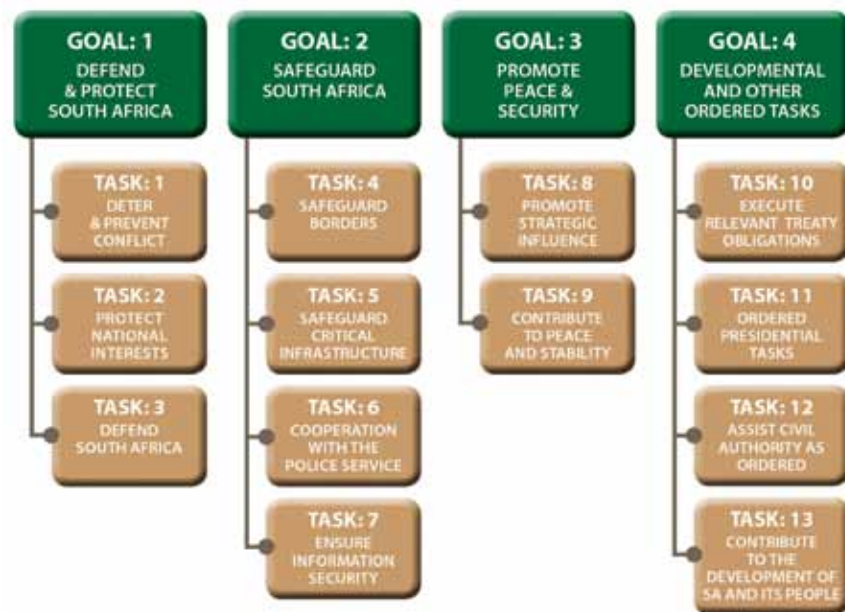 GOAL: 1
DEFEND
& PROTECT
SOUTH AFRICA
TASK: 1
DETER
& PREVENT
CONFLICT
TASK: 2
PROTECT
NATIONAL
INTERESTS
TASK: 3
DEFEND
SOUTH AFRICA
GOAL: 2
SAFEGUARD
SOUTH AFRICA
TASK: 4
SAFEGUARD
BORDERS
TASK: 5
SAFEGUARD
CRITICAL
INFRASTRUCTURE
TASK: 6
COOPERATION
WITH THE
POLICE SERVICE
TASK: 7
ENSURE
INFORMATION
SECURITY
GOAL: 3
PROMOTE
PEACE &
SECURITY
TASK: 8
PROMOTE
STRATEGIC
INFLUENCE
TASK: 9
CONTRIBUTE
TO PEACE
AND STABILITY
GOAL: 4
DEVELOPMENTAL
AND OTHER
ORDERED TASKS
TASK: 10
EXECUTE
RELEVANT TREATY
OBLIGATIONS
TASK: 11
ORDERED
PRESIDENTIAL
TASKS
TASK: 12
ASSIST CIVIL
AUTHORITY AS
ORDERED
TASK: 13
CONTRIBUTE
TO THE
DEVELOPMENT OF
SA AND ITS PEOPLE